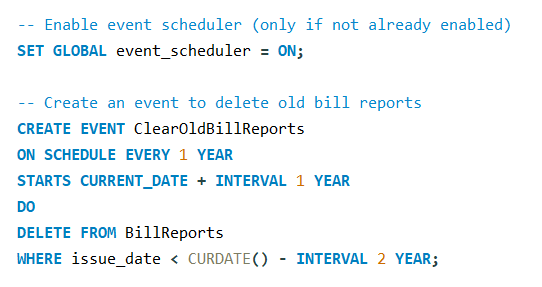 -- Enable event scheduler (only if not already enabled)
SET GLOBAL event_scheduler = ON;
-- Create an event to delete old bill reports
CREATE EVENT ClearOldBillReports
ON SCHEDULE EVERY 1 YEAR
STARTS CURRENT_DATE + INTERVAL 1 YEAR
DO
DELETE FROM BillReports
WHERE issue_date < CURDATE() - INTERVAL 2 YEAR;